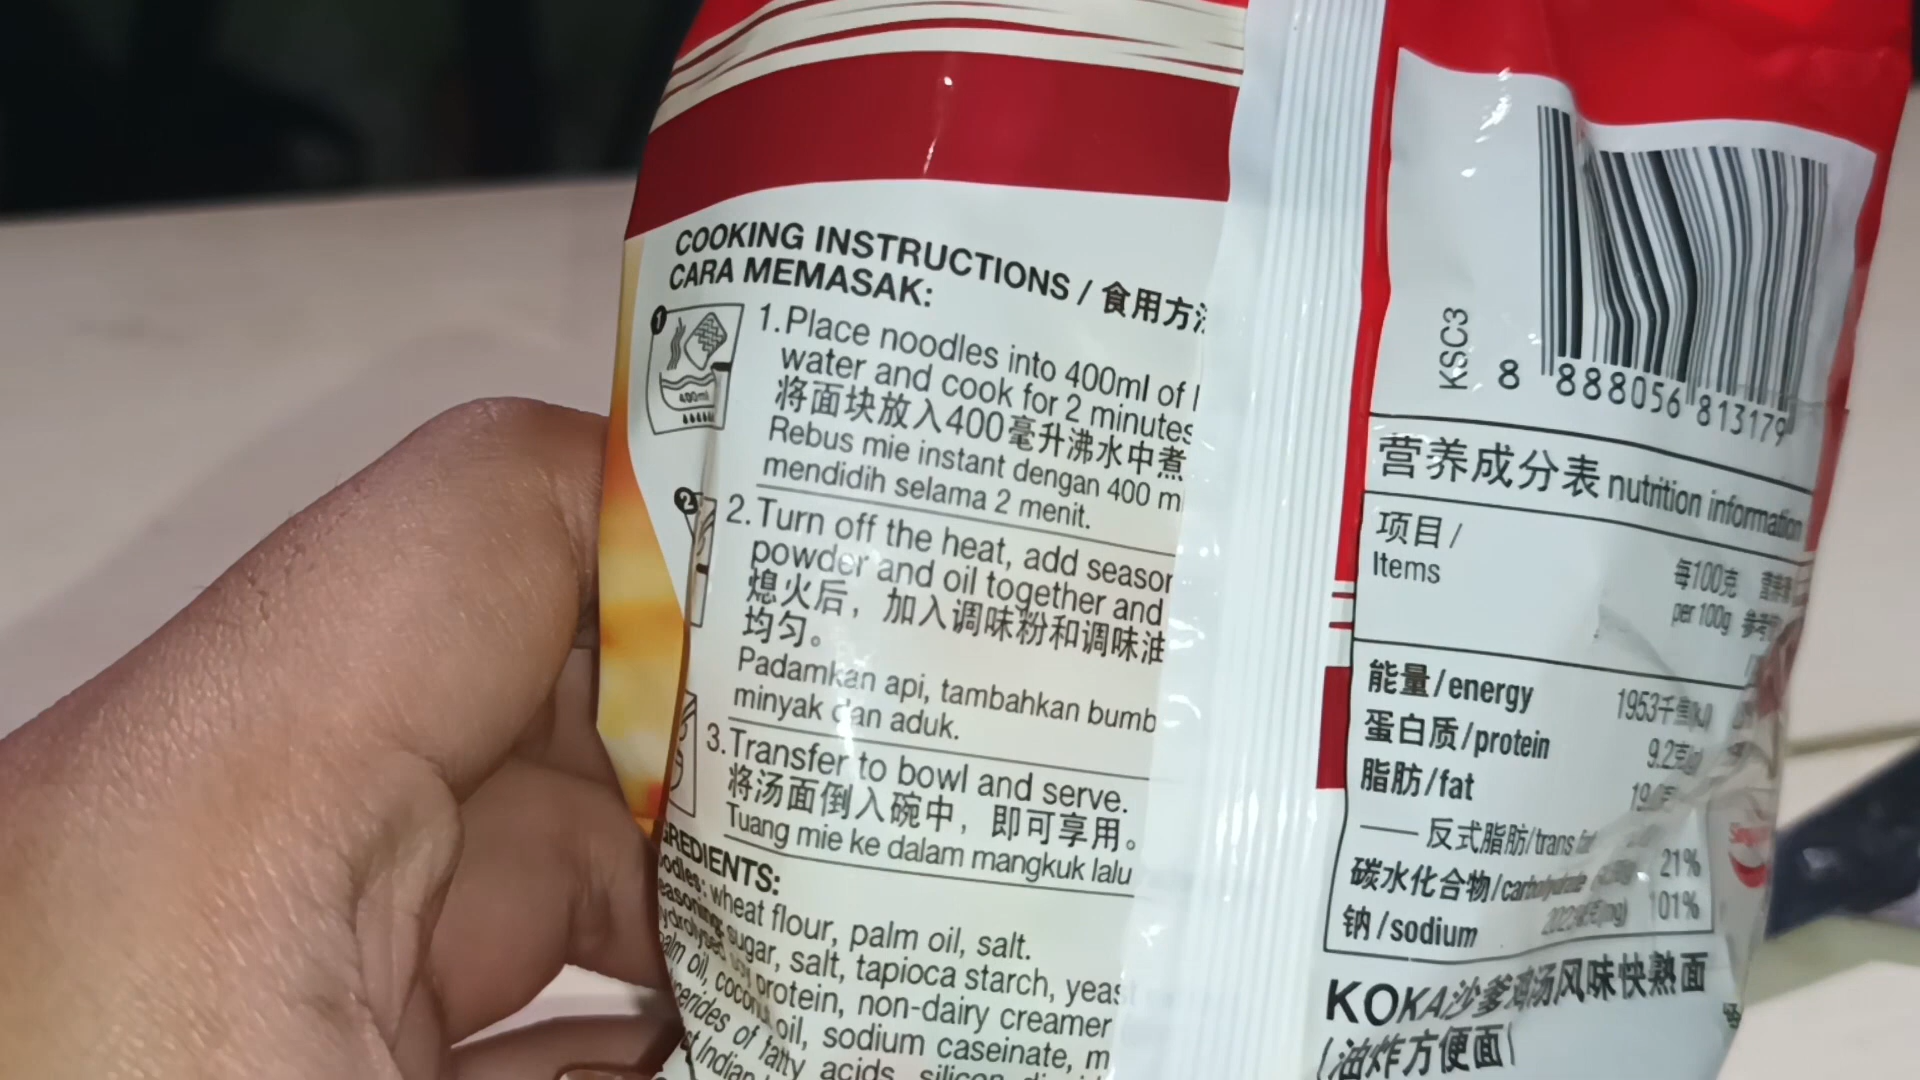 COOKING INSTRUCTIONS / 食用方法
CARA MEMASAK:
1
400ml
1. Place noodles into 400ml of
water and cook for 2 minutes
将面块放入400毫升沸水中煮
Rebus mie instant dengan 400 m
mendidih selama 2 menit.
2
2. Turn off the heat, add season
powder and oil together and
熄火后，加入调味粉和调味油
均匀。
Padamkan api, tambahkan bumb
minyak dan aduk.
3. Transfer to bowl and serve.
将汤面倒入碗中，即可享用。
Tuang mie ke dalam mangkuk lalu
GREDIENTS:
oodles: wheat flour, palm oil, salt.
easoning: sugar, salt, tapioca starch, yeast
ydrolysed soy protein, non-dairy creamer
alm oil, coconut oil, sodium caseinate, m
cerides of fatty acids, silicon
KSC3
8 888056 813179
营养成分表 nutrition information
项目/
Items
每100克
per 100g
能量/energy 1953千焦(kJ)
蛋白质/protein 9.2克(g)
脂肪/fat
—— 反式脂肪/trans fat
碳水化合物/carbohydrate 21%
钠/sodium 101%
KOKA沙爹鸡汤风味快熟面
(油炸方便面)